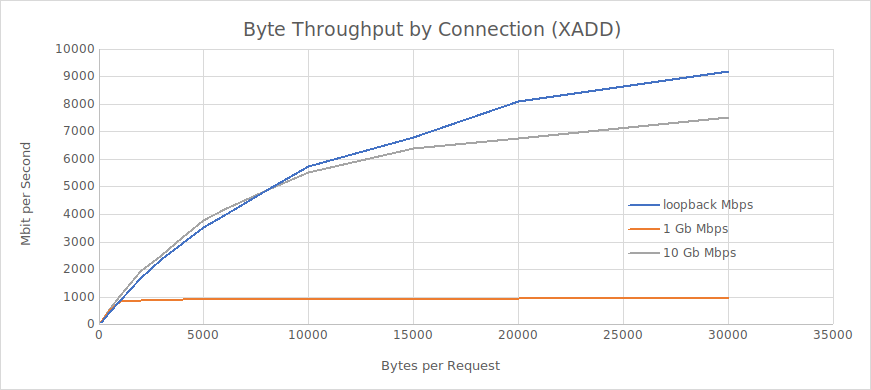 Byte Throughput by Connection (XADD)
10000
9000
8000
7000
6000
5000
4000
3000
2000
1000
0
Mbit per Second
loopback Mbps
1 Gb Mbps
10 Gb Mbps
0 5000 10000 15000 20000 25000 30000 35000
Bytes per Request